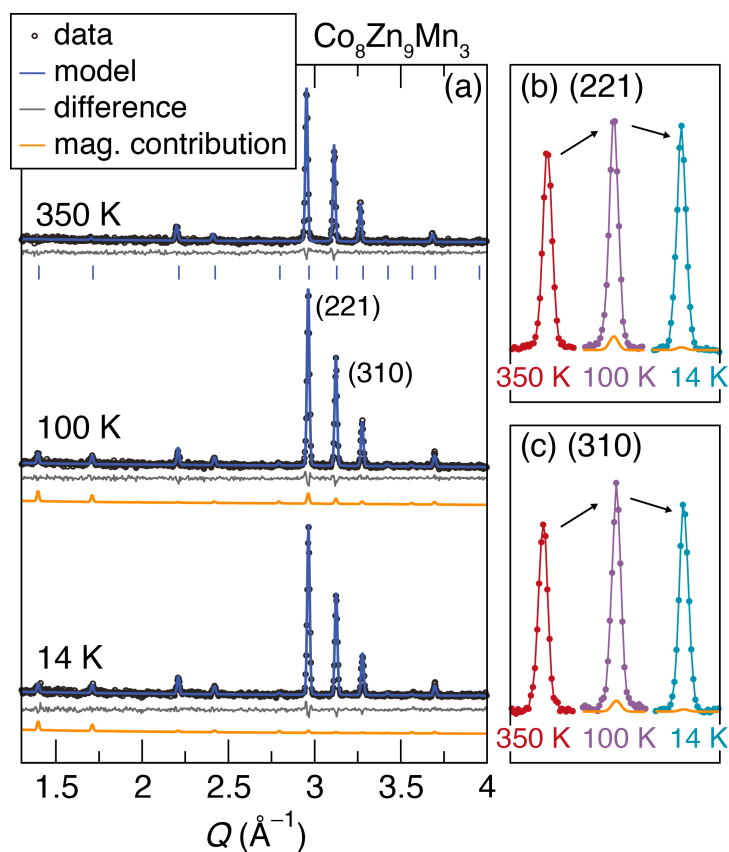 data
model
difference
mag. contribution
Co₈Zn₉Mn₃
(a)
350 K
(221)
(310)
100 K
14 K
1.5 2 2.5 3 3.5 4
Q (Å⁻¹)
(b) (221)
350 K 100 K 14 K
(c) (310)
350 K 100 K 14 K